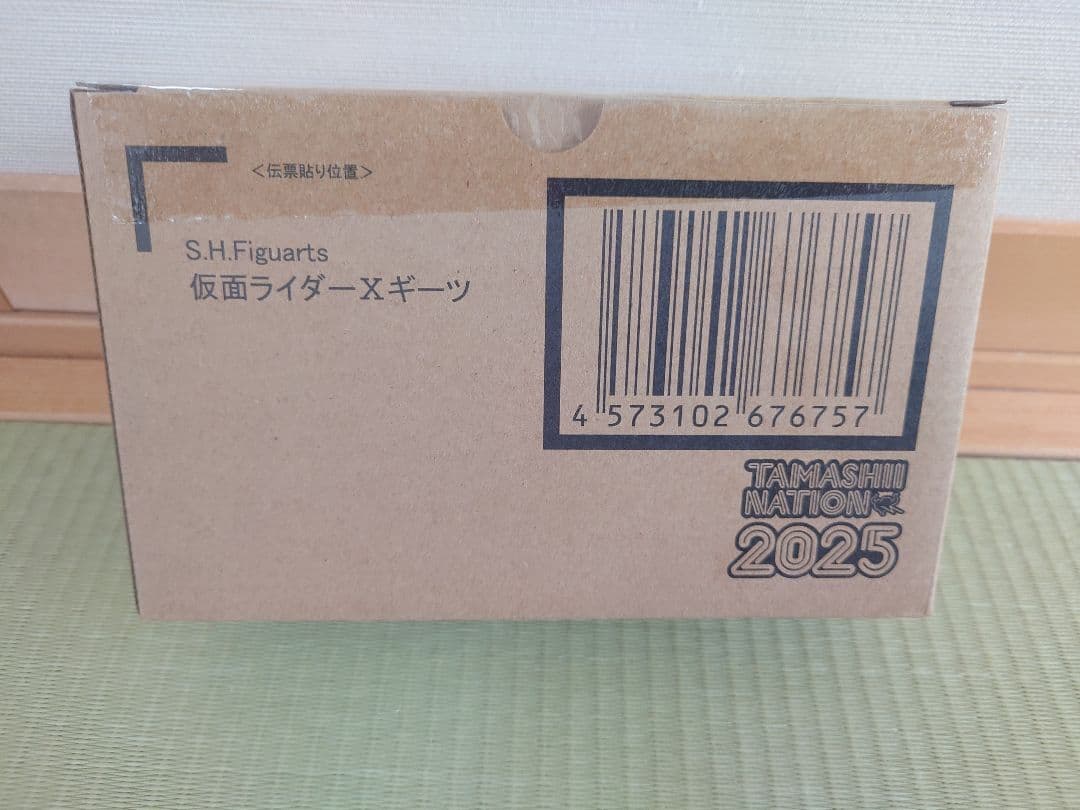 <伝票貼り位置>
S.H.Figuarts
仮面ライダーXギーツ
4 573102 676757
TAMASHII
NATION
2025